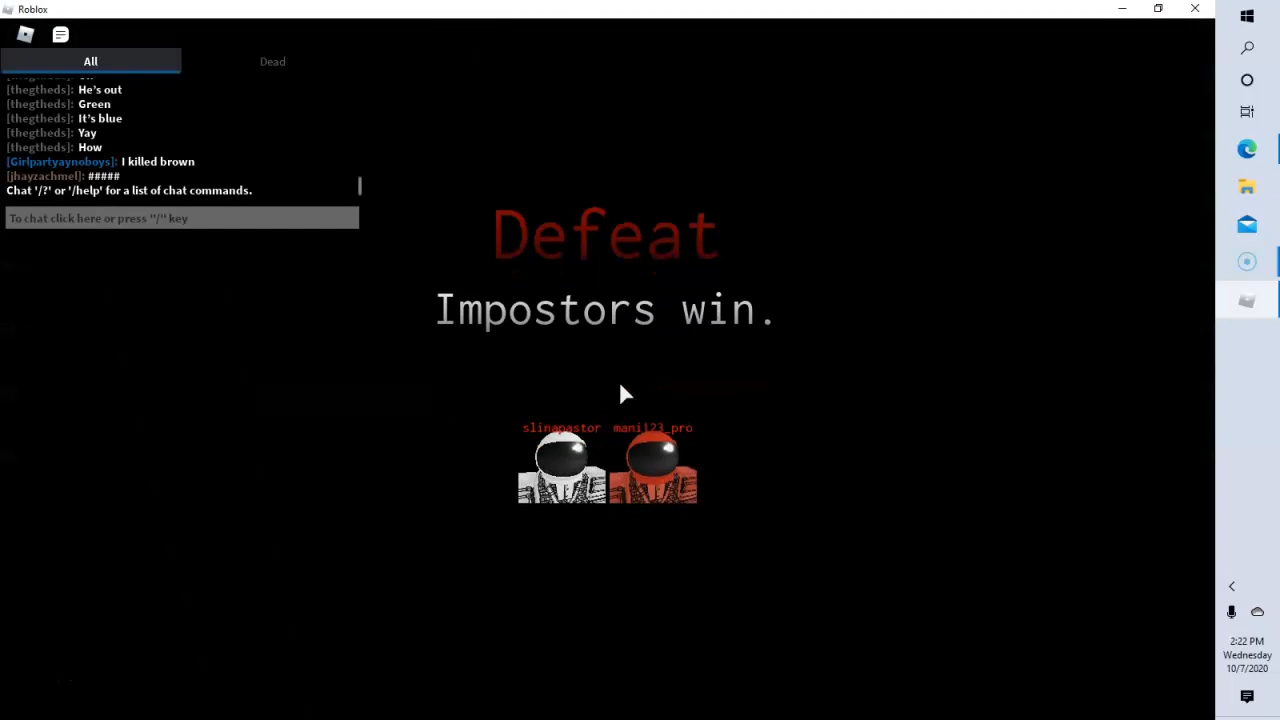 Roblox
All
Dead
[thegtheds]: He's out
[thegtheds]: Green
[thegtheds]: It's blue
[thegtheds]: Yay
[thegtheds]: How
[Girlpartyaynoboys]: I killed brown
[jhayzachmel]: #####
Chat '/?' or '/help' for a list of chat commands.
To chat click here or press "/" key
Defeat
Impostors win.
slinapastor mani123_pro
2:22 PM
Wednesday
10/7/2020